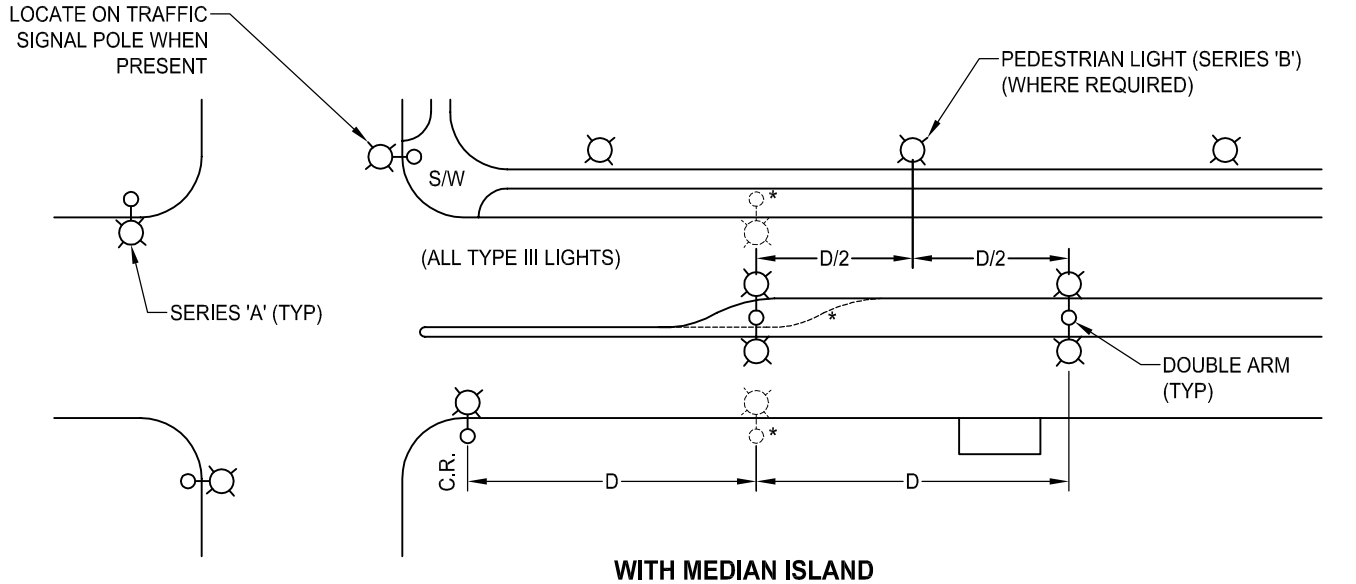 LOCATE ON TRAFFIC
SIGNAL POLE WHEN
PRESENT
PEDESTRIAN LIGHT (SERIES 'B')
(WHERE REQUIRED)
S/W
*
(ALL TYPE III LIGHTS)
D/2
D/2
SERIES 'A' (TYP)
*
DOUBLE ARM
(TYP)
*
C.R.
D
D
WITH MEDIAN ISLAND